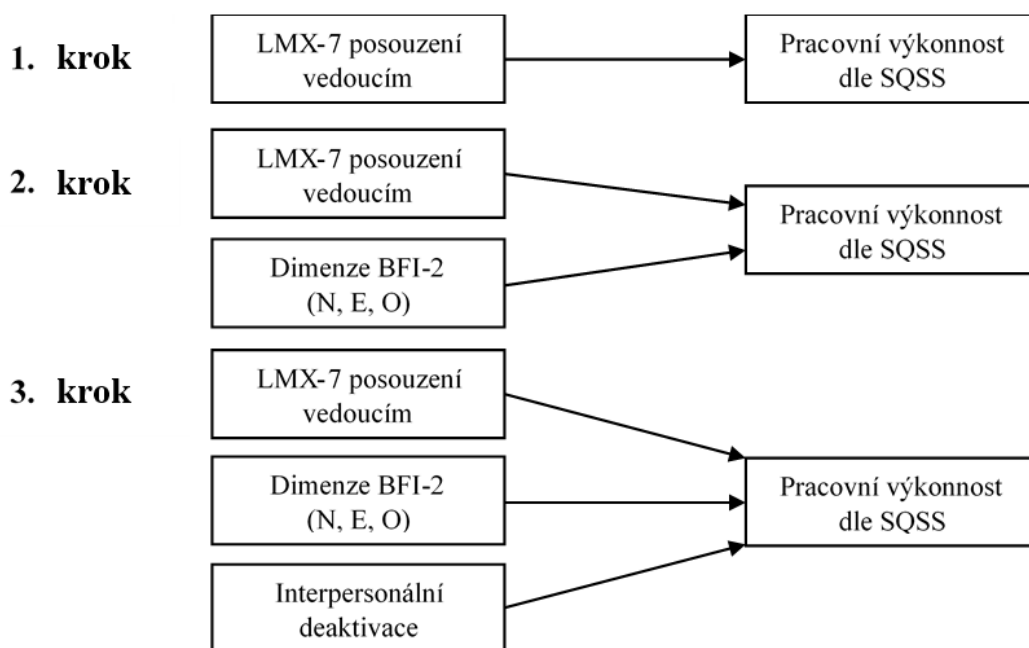 1. krok
LMX-7 posouzení
vedoucím
Pracovní výkonnost
dle SQSS
2. krok
LMX-7 posouzení
vedoucím
Dimenze BFI-2
(N, E, O)
Pracovní výkonnost
dle SQSS
3. krok
LMX-7 posouzení
vedoucím
Dimenze BFI-2
(N, E, O)
Interpersonální
deaktivace
Pracovní výkonnost
dle SQSS